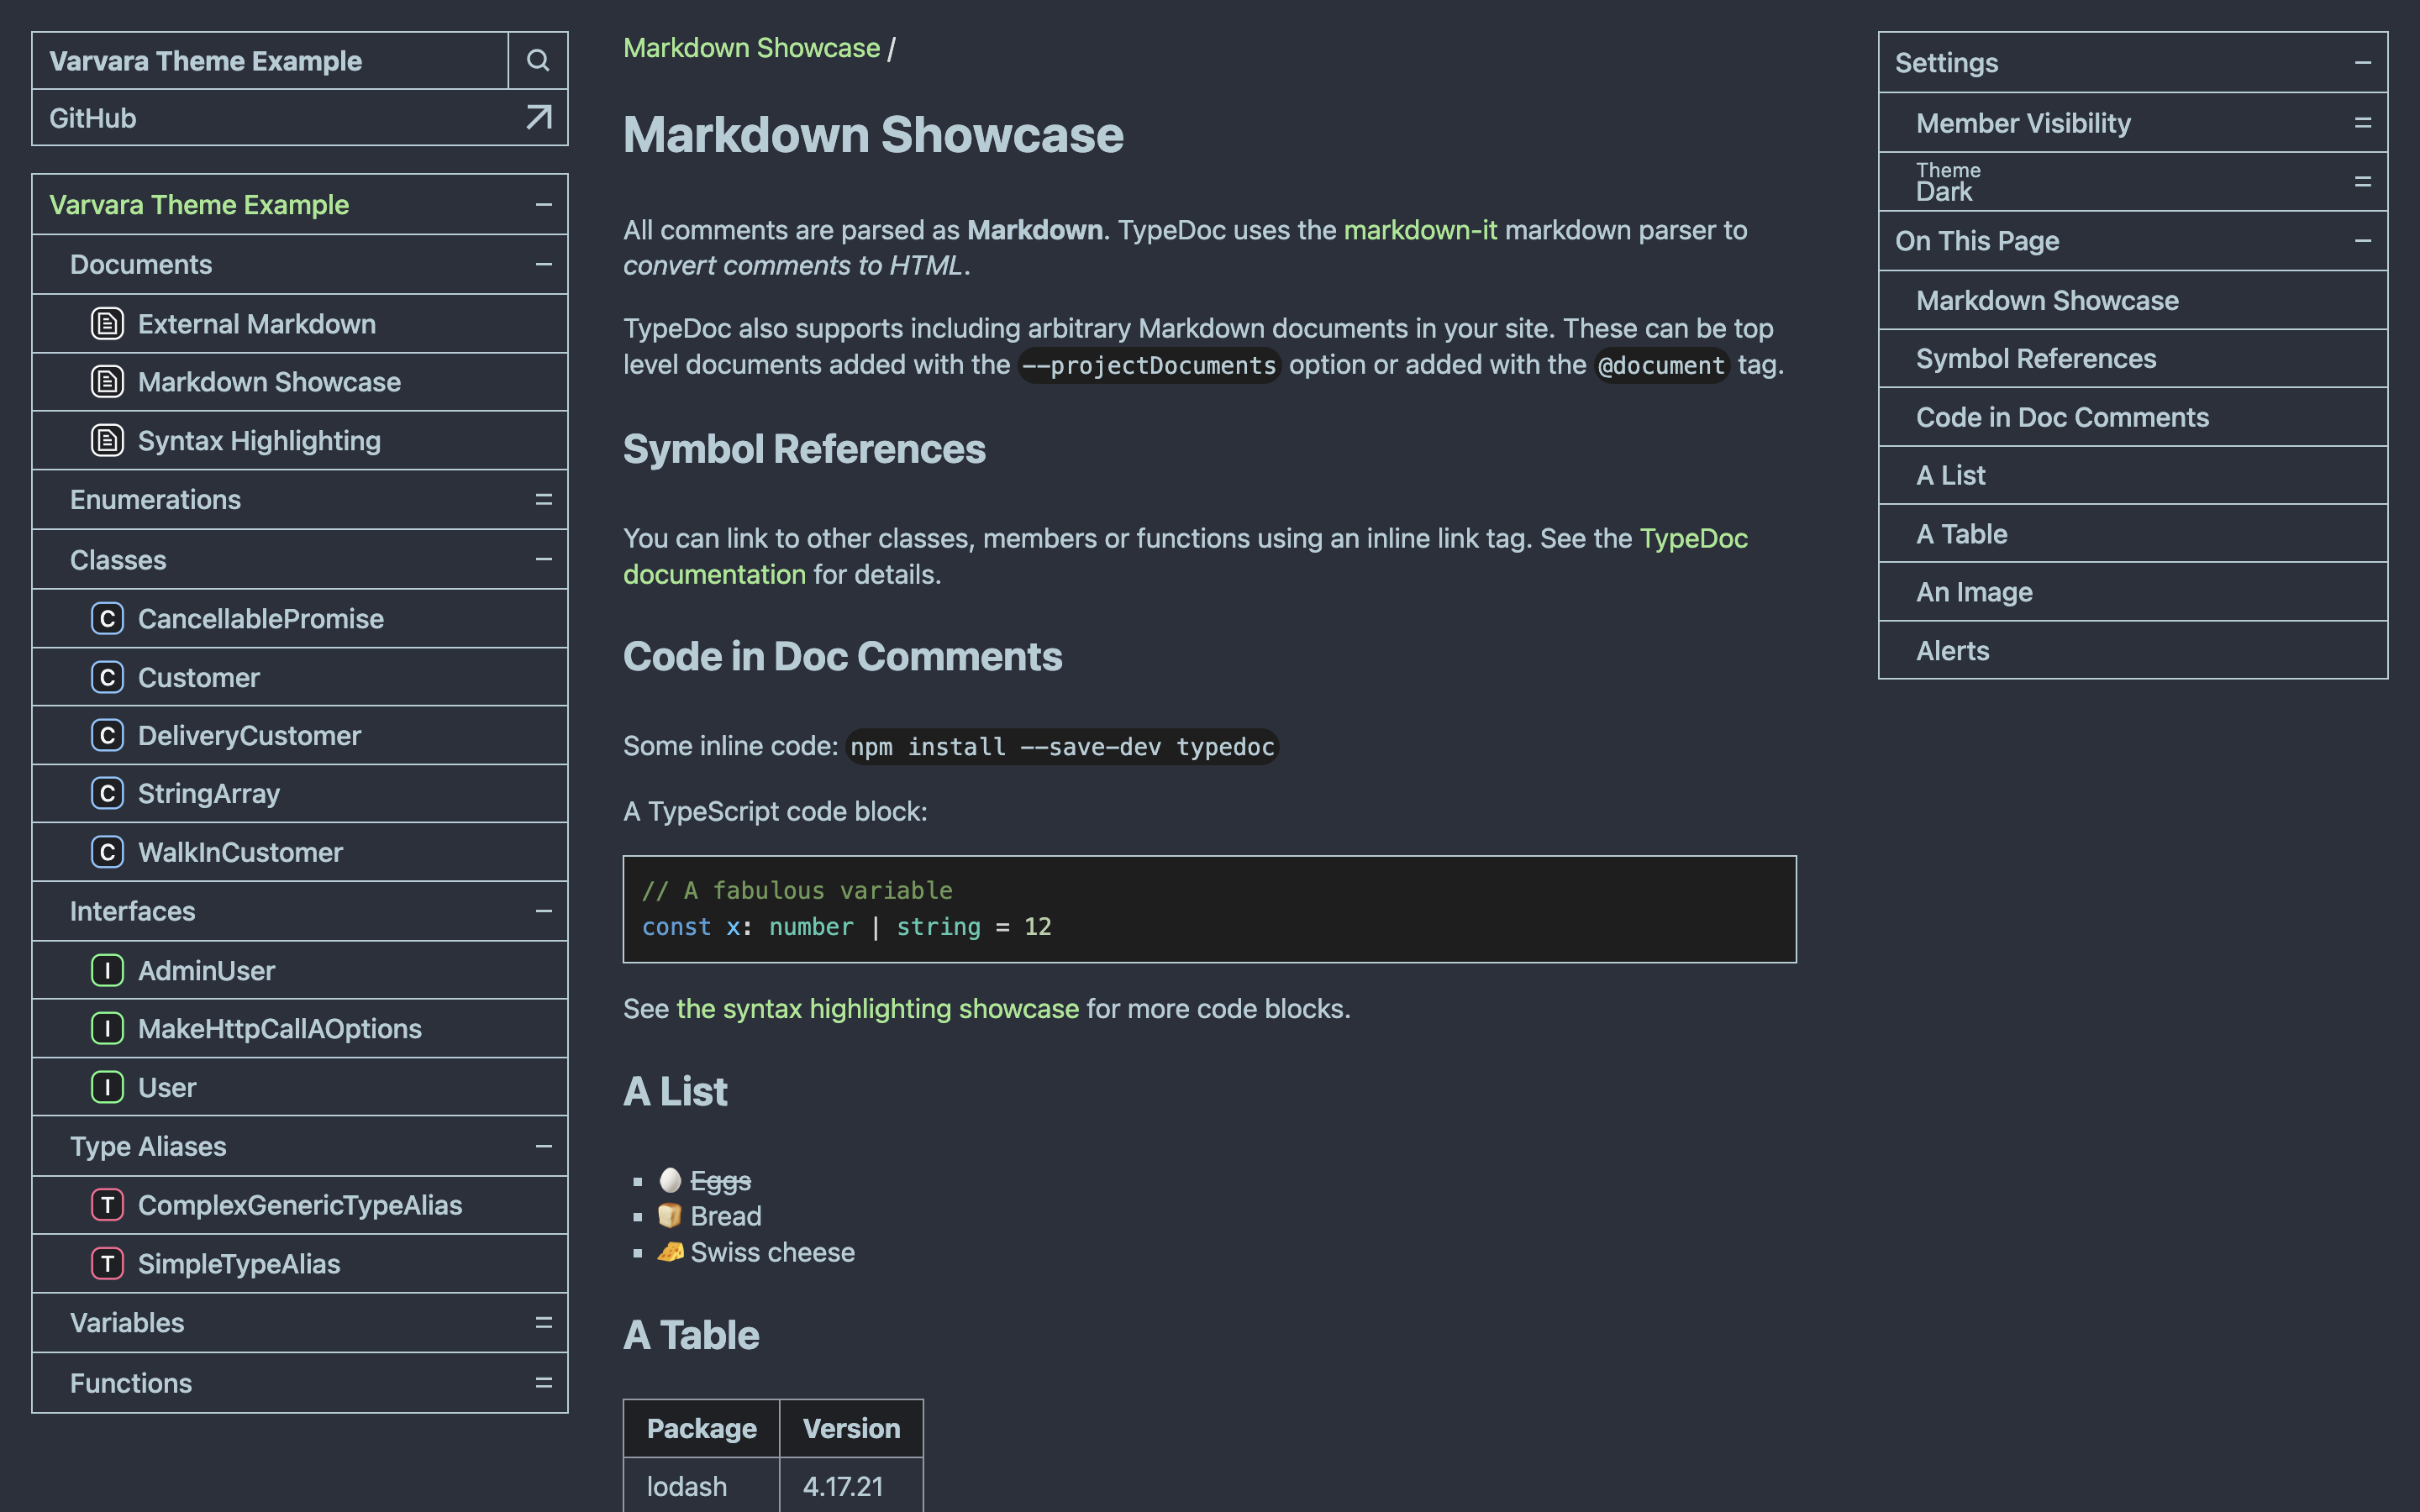 Varvara Theme Example
GitHub
Varvara Theme Example
Documents
External Markdown
Markdown Showcase
Syntax Highlighting
Enumerations
Classes
C CancellablePromise
C Customer
C DeliveryCustomer
C StringArray
C WalkInCustomer
Interfaces
I AdminUser
I MakeHttpCallAOptions
I User
Type Aliases
T ComplexGenericTypeAlias
T SimpleTypeAlias
Variables
Functions
Markdown Showcase /
Markdown Showcase
All comments are parsed as Markdown. TypeDoc uses the markdown-it markdown parser to
convert comments to HTML.
TypeDoc also supports including arbitrary Markdown documents in your site. These can be top
level documents added with the --projectDocuments option or added with the @document tag.
Symbol References
You can link to other classes, members or functions using an inline link tag. See the TypeDoc
documentation for details.
Code in Doc Comments
Some inline code: npm install --save-dev typedoc
A TypeScript code block:
// A fabulous variable
const x: number | string = 12
See the syntax highlighting showcase for more code blocks.
A List
🥚 Eggs
🍞 Bread
🧀 Swiss cheese
A Table
Package Version
lodash 4.17.21
Settings
Member Visibility
Theme
Dark
On This Page
Markdown Showcase
Symbol References
Code in Doc Comments
A List
A Table
An Image
Alerts